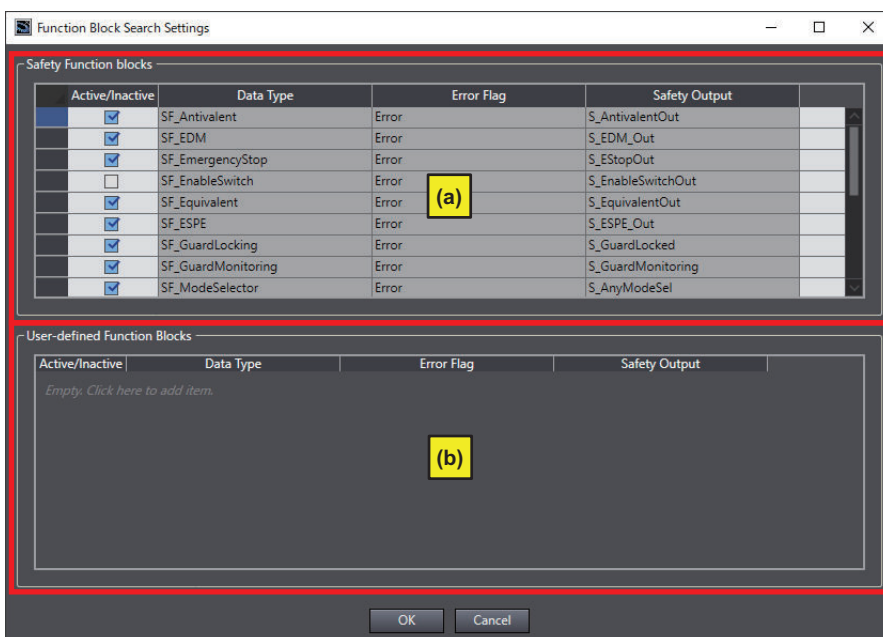 Function Block Search Settings
Safety Function blocks
Active/Inactive Data Type Error Flag Safety Output
SF_Antivalent Error S_AntivalentOut
SF_EDM Error S_EDM_Out
SF_EmergencyStop Error S_EStopOut
SF_EnableSwitch Error S_EnableSwitchOut
SF_Equivalent Error S_EquivalentOut
(a)
SF_ESPE Error S_ESPE_Out
SF_GuardLocking Error S_GuardLocked
SF_GuardMonitoring Error S_GuardMonitoring
SF_ModeSelector Error S_AnyModeSel
User-defined Function Blocks
Active/Inactive Data Type Error Flag Safety Output
Empty. Click here to add item.
(b)
OK Cancel